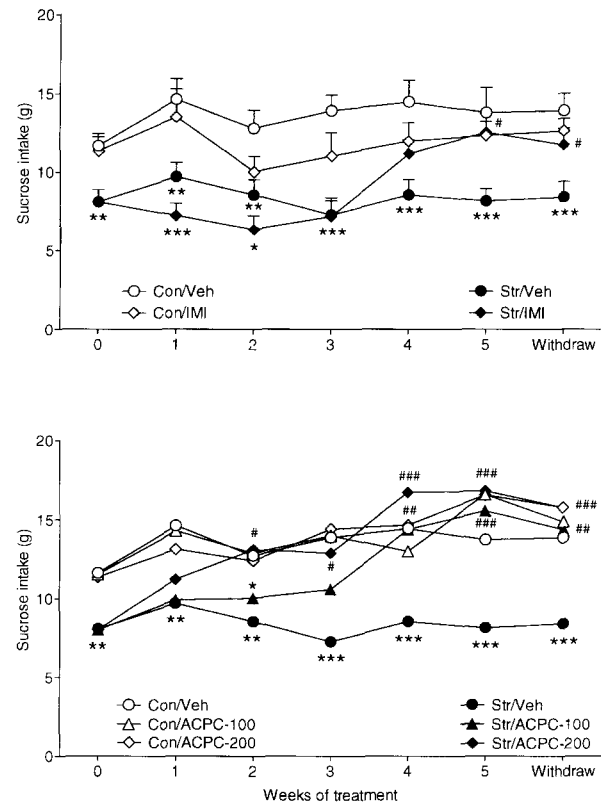 20
15
10
5
0
Sucrose intake (g)
#
#
** ** ** *** *** *** ***
*** *
Con/Veh Str/Veh
Con/IMI Str/IMI
0 1 2 3 4 5 Withdraw
20
15
10
5
0
Sucrose intake (g)
### ###
# ## ### ###
# ##
*
** ** ** *** *** *** ***
Con/Veh Str/Veh
Con/ACPC-100 Str/ACPC-100
Con/ACPC-200 Str/ACPC-200
0 1 2 3 4 5 Withdraw
Weeks of treatment